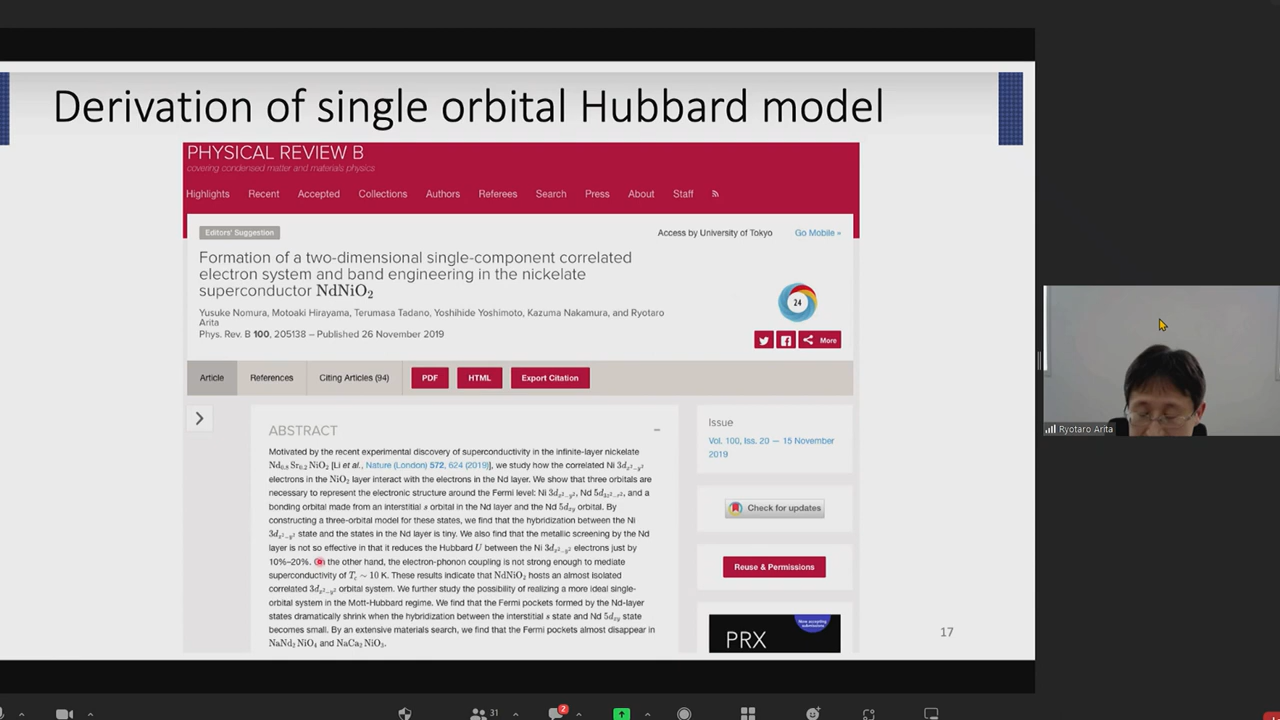 Derivation of single orbital Hubbard model
PHYSICAL REVIEW B
covering condensed matter and materials physics
Highlights Recent Accepted Collections Authors Referees Search Press About Staff
Editors' Suggestion
Access by University of Tokyo Go Mobile »
Formation of a two-dimensional single-component correlated
electron system and band engineering in the nickelate
superconductor NdNiO₂
24
Yusuke Nomura, Motoaki Hirayama, Terumasa Tadano, Yoshihide Yoshimoto, Kazuma Nakamura, and Ryotaro
Arita
Phys. Rev. B 100, 205138 – Published 26 November 2019
More
Article References Citing Articles (94) PDF HTML Export Citation
ABSTRACT
Motivated by the recent experimental discovery of superconductivity in the infinite-layer nickelate
Nd₀.₈Sr₀.₂NiO₂ [Li et al., Nature (London) 572, 624 (2019)], we study how the correlated Ni 3dₓ²₋ᵧ²
electrons in the NiO₂ layer interact with the electrons in the Nd layer. We show that three orbitals are
necessary to represent the electronic structure around the Fermi level: Ni 3dₓ²₋ᵧ², Nd 5d₃z²₋ᵣ², and a
bonding orbital made from an interstitial s orbital in the Nd layer and the Nd 5dₓᵧ orbital. By
constructing a three-orbital model for these states, we find that the hybridization between the Ni
3dₓ²₋ᵧ² state and the states in the Nd layer is tiny. We also find that the metallic screening by the Nd
layer is not so effective in that it reduces the Hubbard U between the Ni 3dₓ²₋ᵧ² electrons just by
10%–20%. the other hand, the electron-phonon coupling is not strong enough to mediate
superconductivity of T_c ∼ 10 K. These results indicate that NdNiO₂ hosts an almost isolated
correlated 3dₓ²₋ᵧ² orbital system. We further study the possibility of realizing a more ideal single-
orbital system in the Mott-Hubbard regime. We find that the Fermi pockets formed by the Nd-layer
states dramatically shrink when the hybridization between the interstitial s state and Nd 5dₓᵧ state
becomes small. By an extensive materials search, we find that the Fermi pockets almost disappear in
NaNd₂NiO₄ and NaCa₂NiO₃.
Issue
Vol. 100, Iss. 20 — 15 November
2019
Check for updates
Reuse & Permissions
Now accepting
submissions
PRX
17
Ryotaro Arita
31
2